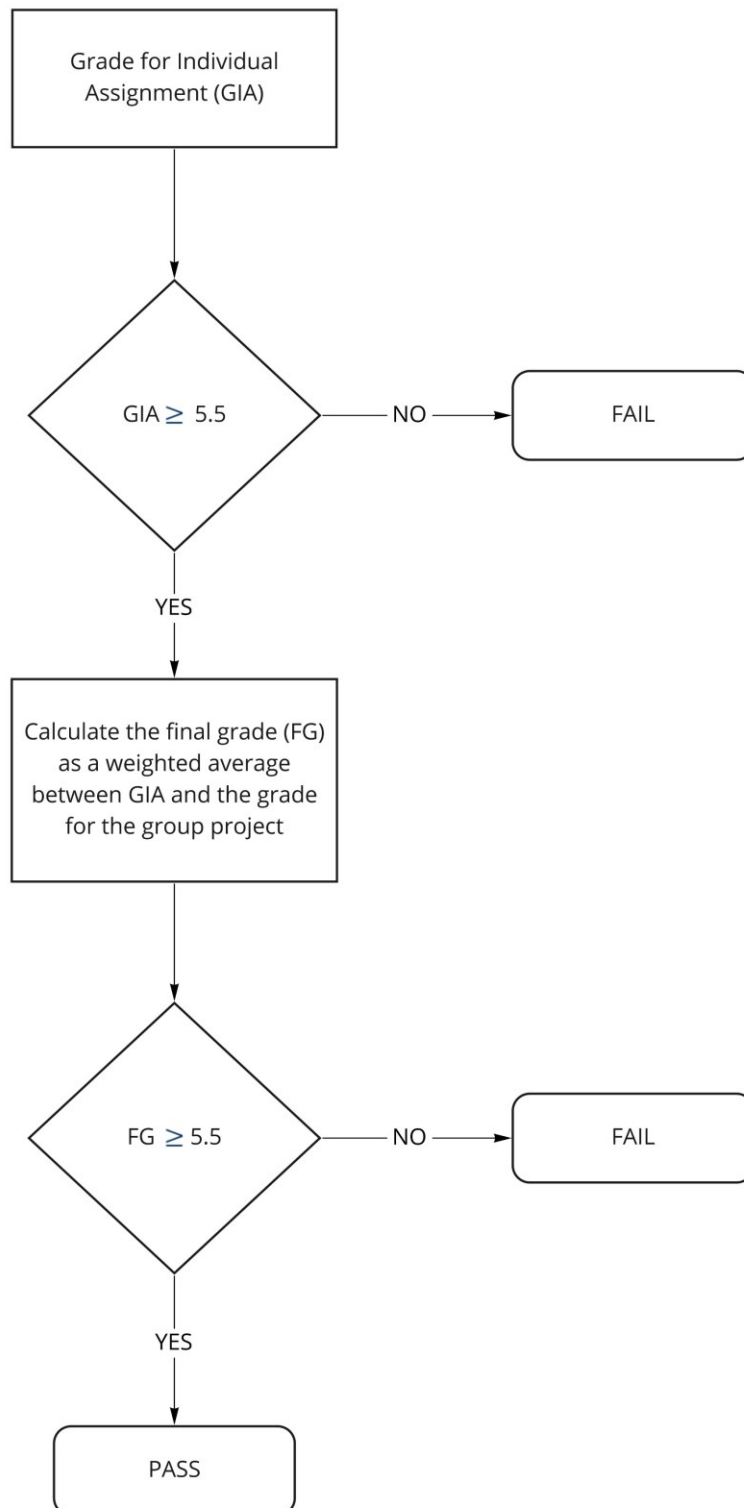 Grade for Individual
Assignment (GIA)
GIA ≥ 5.5
NO
FAIL
YES
Calculate the final grade (FG)
as a weighted average
between GIA and the grade
for the group project
FG ≥ 5.5
NO
FAIL
YES
PASS